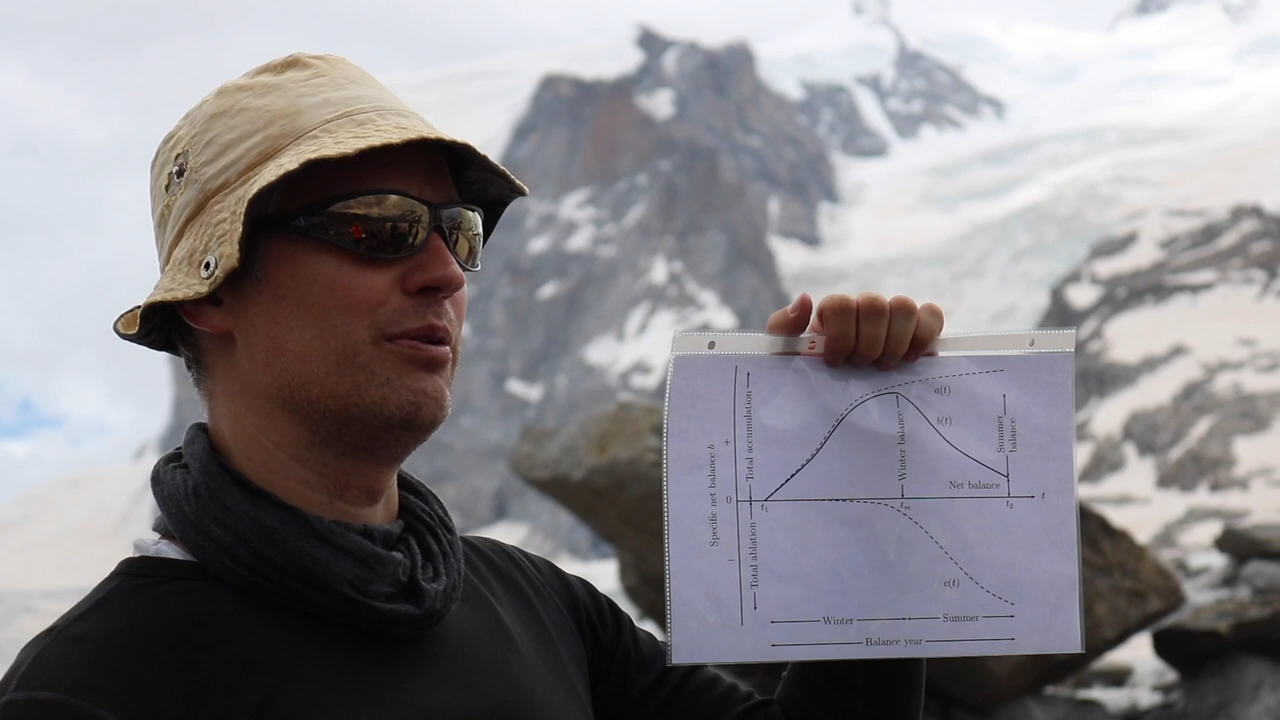 Specific net balance b
Total accumulation
Total ablation
+
0
−
a(t)
b(t)
Winter balance
Summer
balance
Net balance
t
t₁
tₘ
t₂
c(t)
Winter
Summer
Balance year